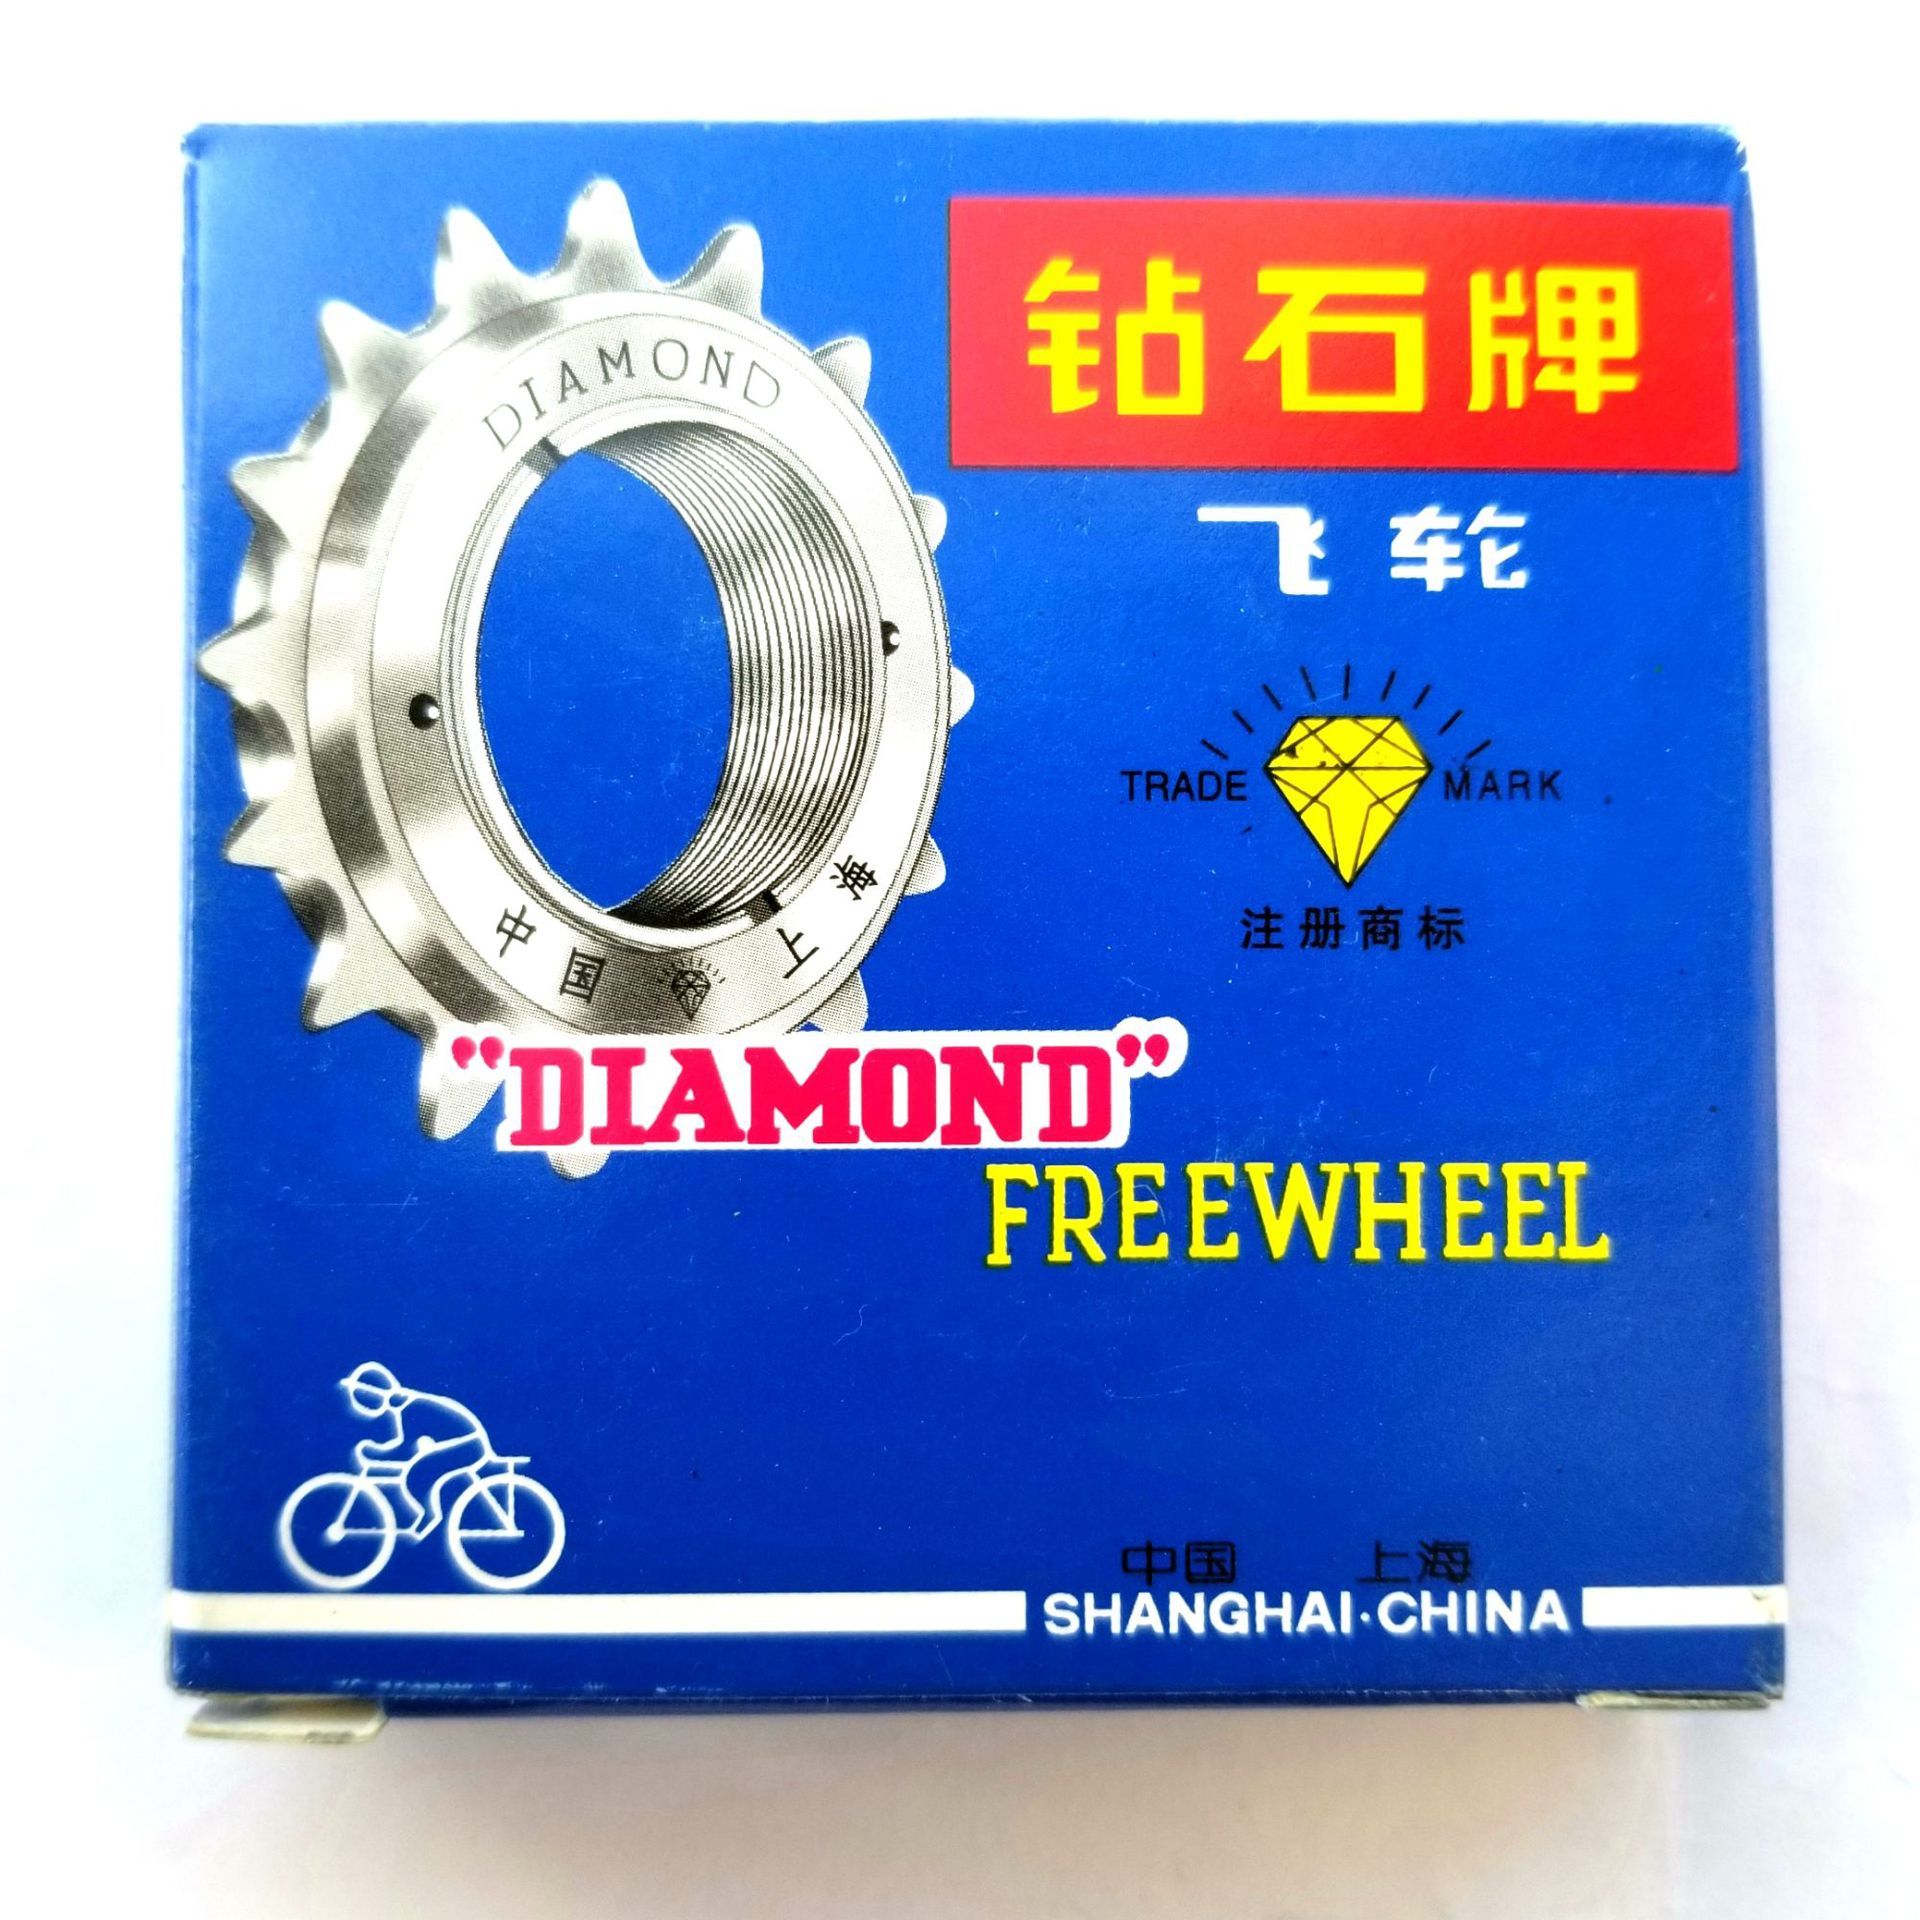 钻石牌
飞轮
DIAMOND
中国 上海
TRADE MARK
注册商标
"DIAMOND"
FREEWHEEL
中国 上海
SHANGHAI·CHINA